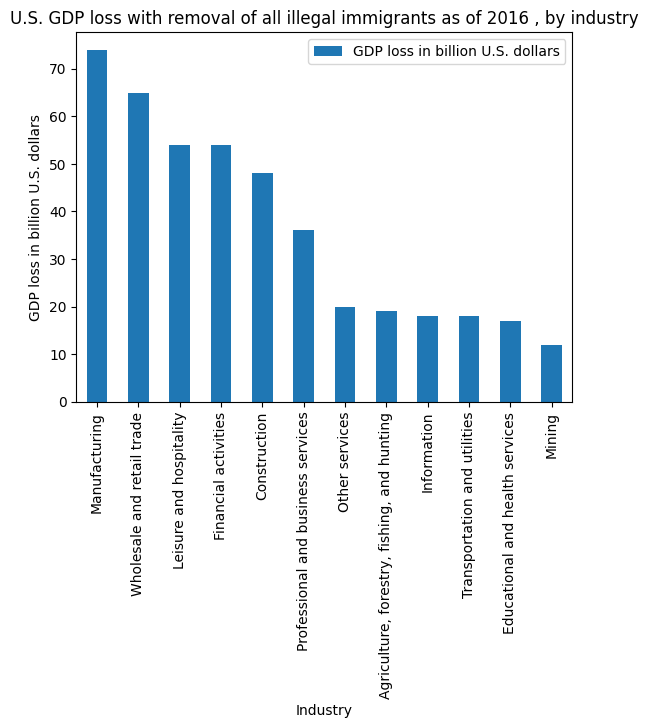 U.S. GDP loss with removal of all illegal immigrants as of 2016 , by industry
GDP loss in billion U.S. dollars
GDP loss in billion U.S. dollars
70
60
50
40
30
20
10
0
Manufacturing
Wholesale and retail trade
Leisure and hospitality
Financial activities
Construction
Professional and business services
Other services
Agriculture, forestry, fishing, and hunting
Information
Transportation and utilities
Educational and health services
Mining
Industry